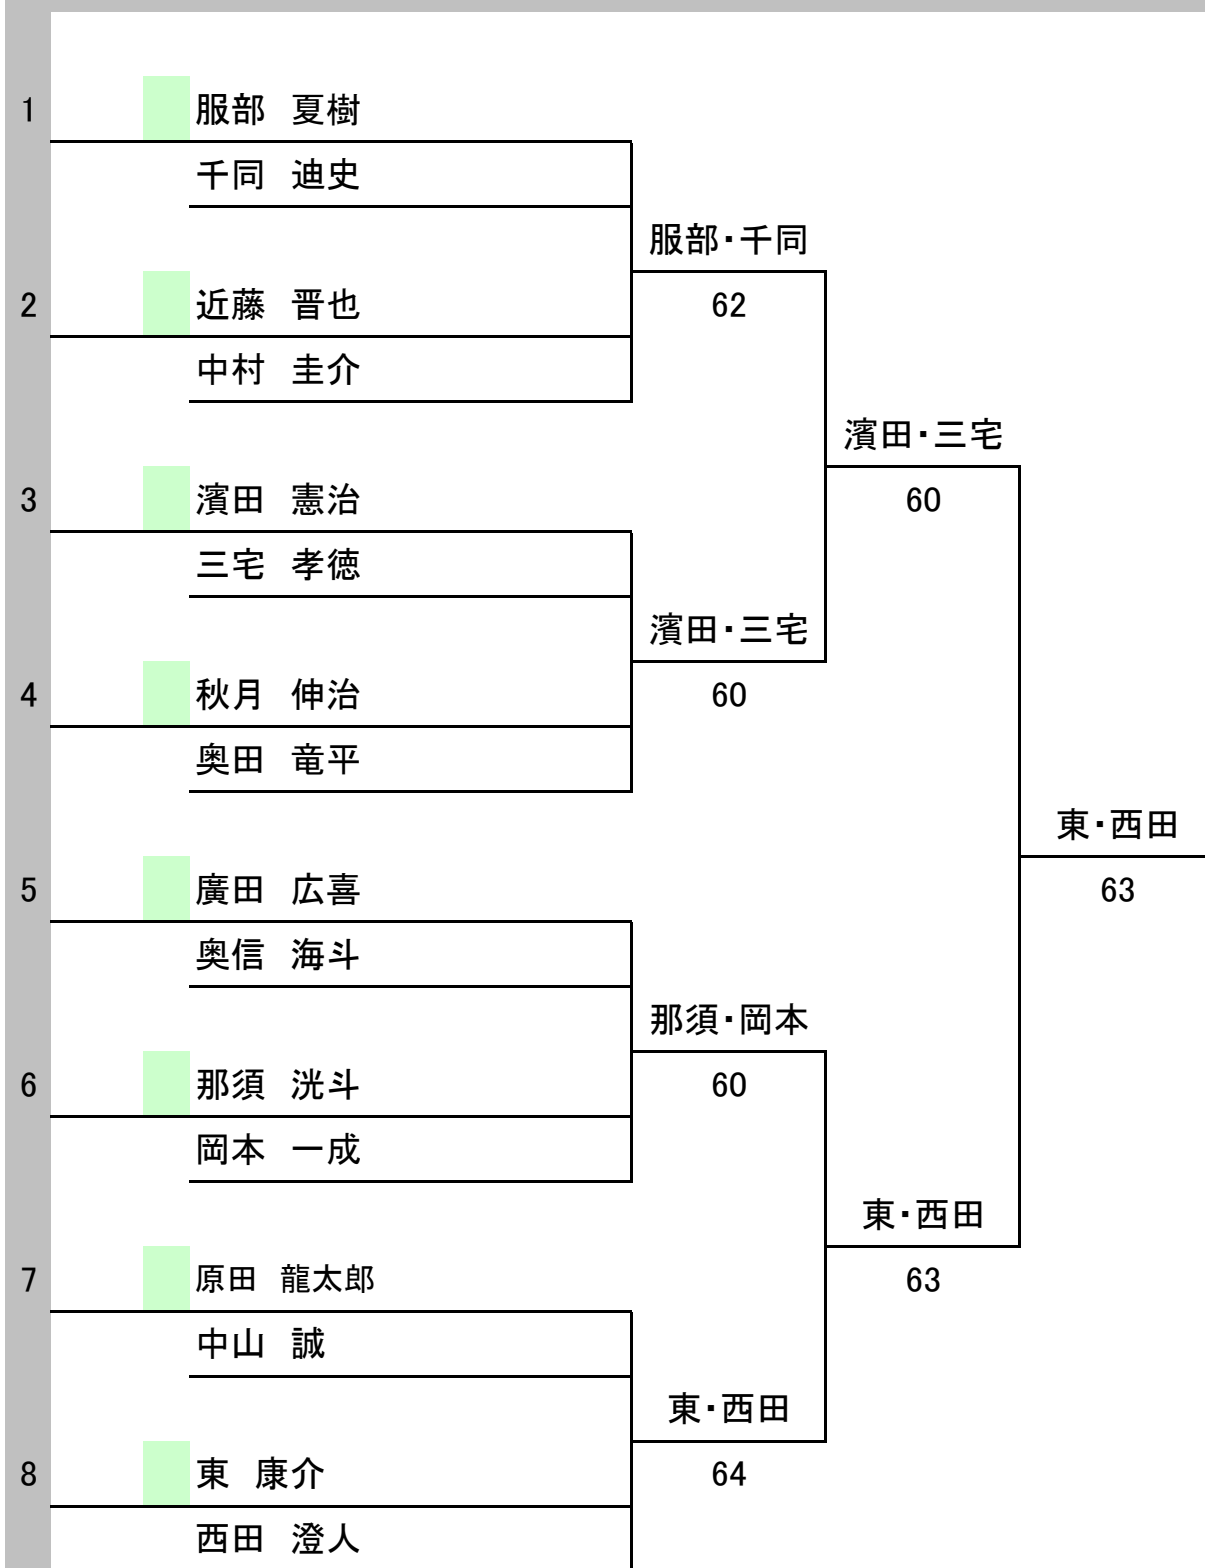 1 服部 夏樹
千同 迪史
服部・千同
2 近藤 晋也 62
中村 圭介
濱田・三宅
3 濱田 憲治 60
三宅 孝徳
濱田・三宅
4 秋月 伸治 60
奥田 竜平
東・西田
5 廣田 広喜 63
奥信 海斗
那須・岡本
6 那須 洸斗 60
岡本 一成
東・西田
7 原田 龍太郎 63
中山 誠
東・西田
8 東 康介 64
西田 澄人